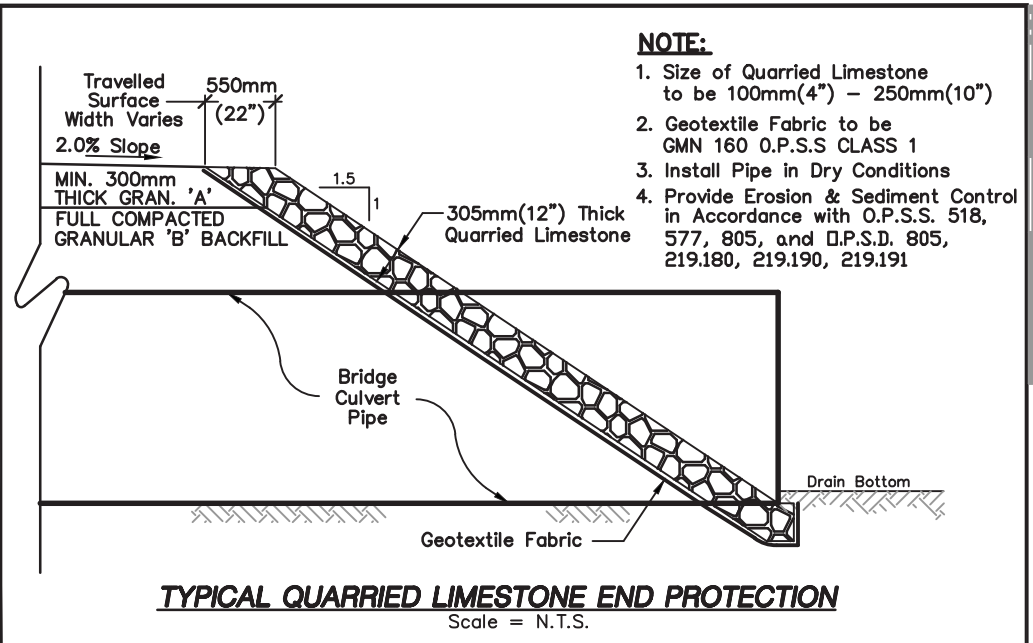 NOTE:
1. Size of Quarried Limestone
to be 100mm(4”) – 250mm(10”)
2. Geotextile Fabric to be
GMN 160 O.P.S.S CLASS 1
3. Install Pipe in Dry Conditions
4. Provide Erosion & Sediment Control
in Accordance with O.P.S.S. 518,
577, 805, and O.P.S.D. 805,
219.180, 219.190, 219.191
Travelled
Surface
Width Varies
550mm
(22”)
2.0% Slope
MIN. 300mm
THICK GRAN. 'A'
FULL COMPACTED
GRANULAR 'B' BACKFILL
1.5
1
305mm(12”) Thick
Quarried Limestone
Bridge
Culvert
Pipe
Drain Bottom
Geotextile Fabric
TYPICAL QUARRIED LIMESTONE END PROTECTION
Scale = N.T.S.